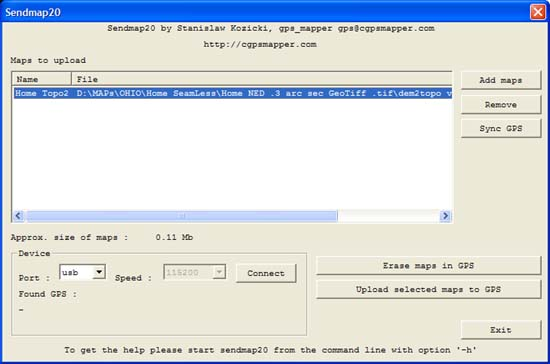 Sendmap20
Sendmap20 by Stanislaw Kozicki, gps_mapper gps@cgpsmapper.com
http://cgpsmapper.com
Maps to upload
Name File
Home Topo2 D:\MAPs\OHIO\Home SeamLess\Home NED .3 arc sec GeoTiff .tif\dem2topo v
Add maps
Remove
Sync GPS
Approx. size of maps : 0.11 Mb
Device
Port : usb Speed : 115200 Connect
Found GPS :
-
Erase maps in GPS
Upload selected maps to GPS
Exit
To get the help please start sendmap20 from the command line with option '-h'